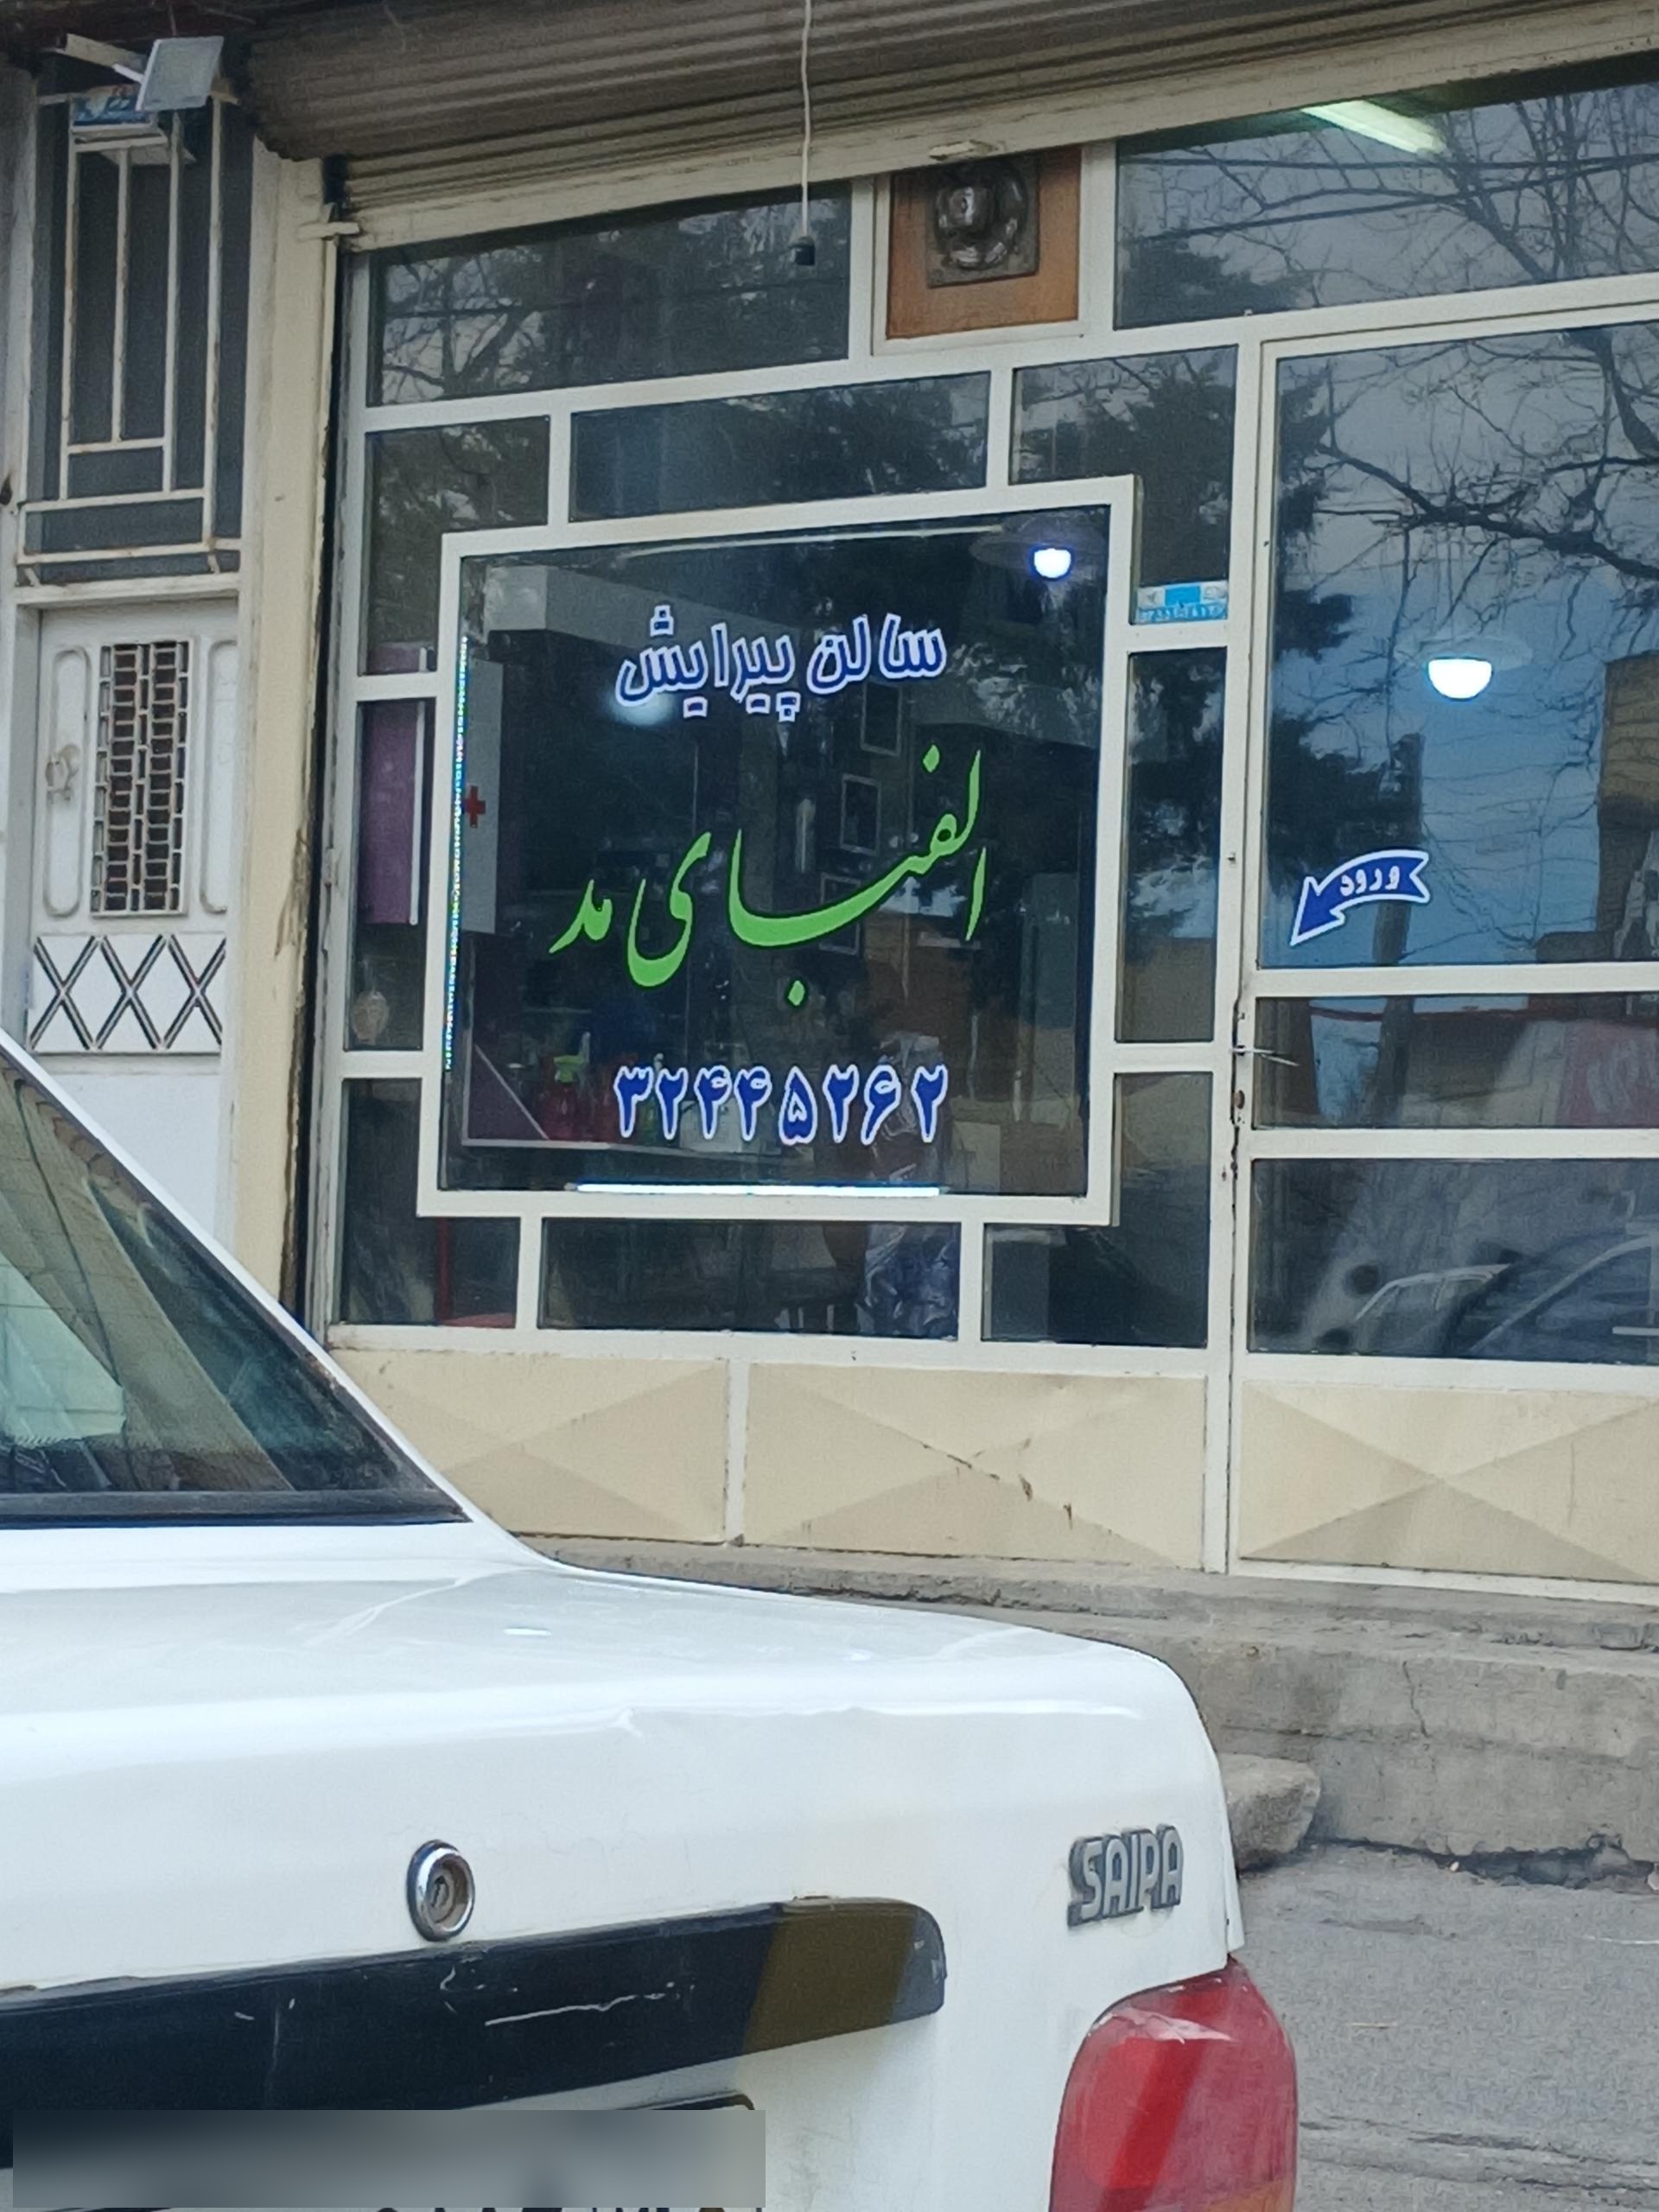 سالن پیرایش
الفبای مد
۳۲۴۴۵۲۶۲
ورود
SAIPA